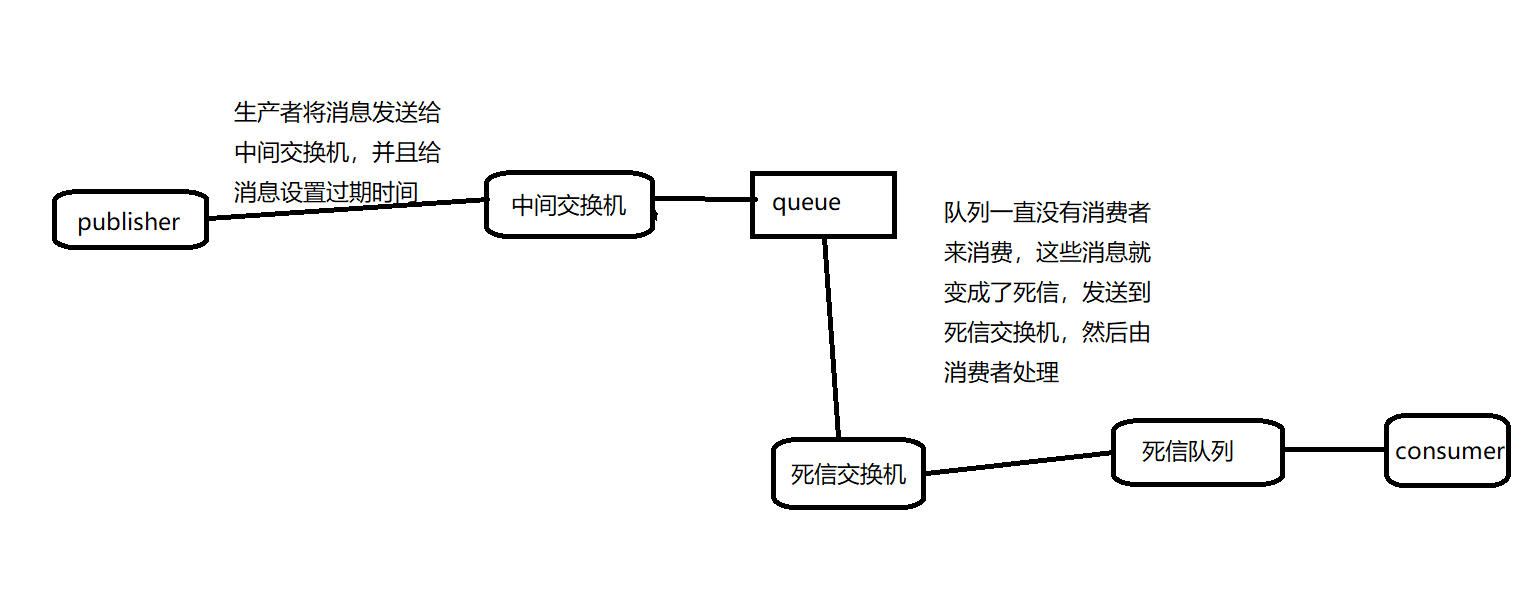 生产者将消息发送给
中间交换机，并且给
消息设置过期时间
publisher
中间交换机
queue
队列一直没有消费者
来消费，这些消息就
变成了死信，发送到
死信交换机，然后由
消费者处理
死信交换机
死信队列
consumer